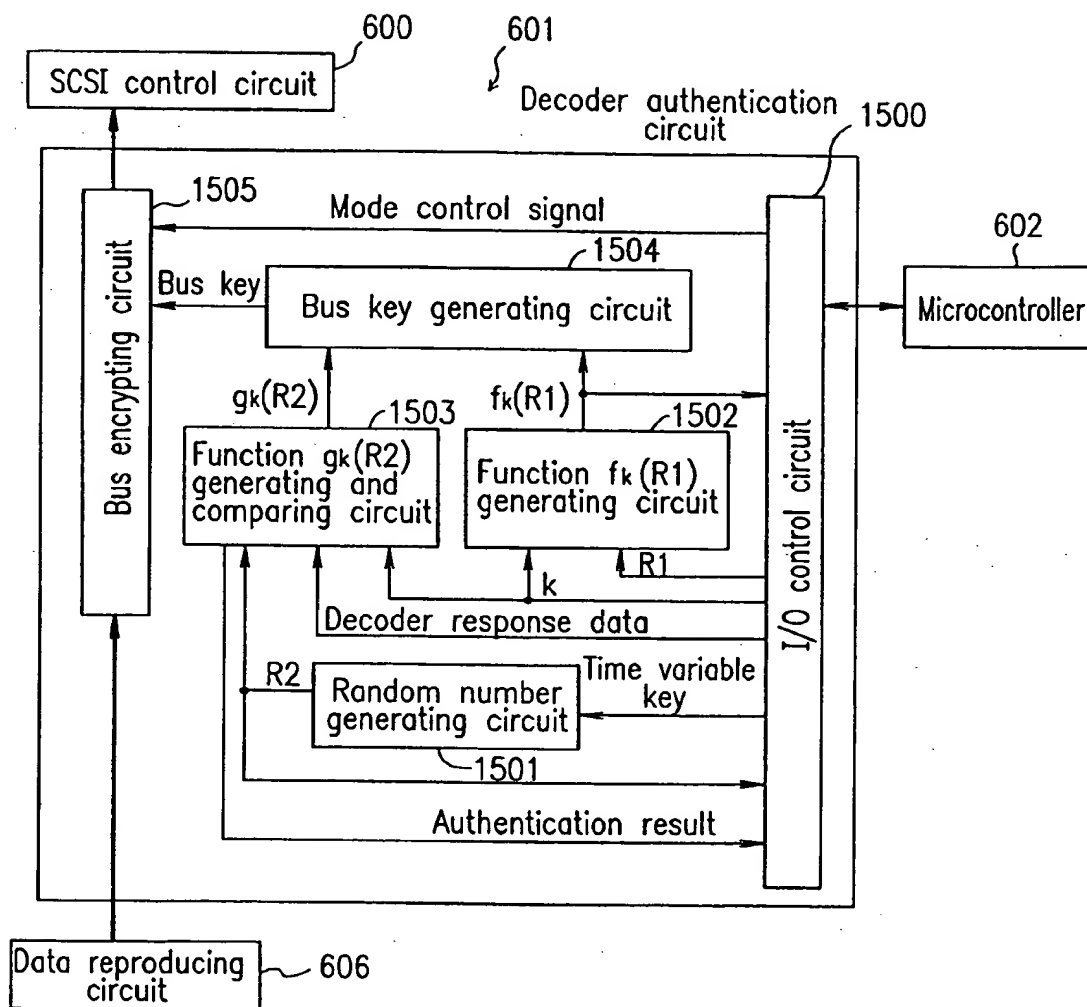 600
601
SCSI control circuit
Decoder authentication
circuit
1500
1505
Mode control signal
602
1504
Bus key
Bus key generating circuit
Microcontroller
Bus encrypting circuit
gk(R2)
fk(R1)
1503
1502
Function gk(R2)
generating and
comparing circuit
Function fk(R1)
generating circuit
I/O control circuit
R1
k
Decoder response data
R2
Random number
generating circuit
Time variable
key
1501
Authentication result
Data reproducing
circuit
606